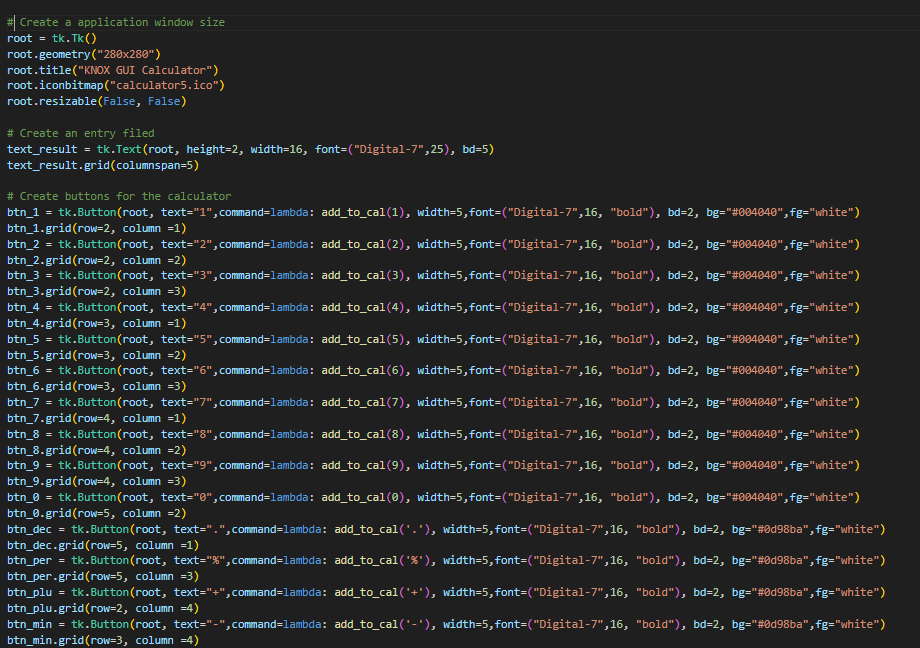 # Create a application window size
root = tk.Tk()
root.geometry("280x280")
root.title("KNOX GUI Calculator")
root.iconbitmap("calculator5.ico")
root.resizable(False, False)
# Create an entry filed
text_result = tk.Text(root, height=2, width=16, font=("Digital-7",25), bd=5)
text_result.grid(columnspan=5)
# Create buttons for the calculator
btn_1 = tk.Button(root, text="1",command=lambda: add_to_cal(1), width=5,font=("Digital-7",16, "bold"), bd=2, bg="#004040",fg="white")
btn_1.grid(row=2, column =1)
btn_2 = tk.Button(root, text="2",command=lambda: add_to_cal(2), width=5,font=("Digital-7",16, "bold"), bd=2, bg="#004040",fg="white")
btn_2.grid(row=2, column =2)
btn_3 = tk.Button(root, text="3",command=lambda: add_to_cal(3), width=5,font=("Digital-7",16, "bold"), bd=2, bg="#004040",fg="white")
btn_3.grid(row=2, column =3)
btn_4 = tk.Button(root, text="4",command=lambda: add_to_cal(4), width=5,font=("Digital-7",16, "bold"), bd=2, bg="#004040",fg="white")
btn_4.grid(row=3, column =1)
btn_5 = tk.Button(root, text="5",command=lambda: add_to_cal(5), width=5,font=("Digital-7",16, "bold"), bd=2, bg="#004040",fg="white")
btn_5.grid(row=3, column =2)
btn_6 = tk.Button(root, text="6",command=lambda: add_to_cal(6), width=5,font=("Digital-7",16, "bold"), bd=2, bg="#004040",fg="white")
btn_6.grid(row=3, column =3)
btn_7 = tk.Button(root, text="7",command=lambda: add_to_cal(7), width=5,font=("Digital-7",16, "bold"), bd=2, bg="#004040",fg="white")
btn_7.grid(row=4, column =1)
btn_8 = tk.Button(root, text="8",command=lambda: add_to_cal(8), width=5,font=("Digital-7",16, "bold"), bd=2, bg="#004040",fg="white")
btn_8.grid(row=4, column =2)
btn_9 = tk.Button(root, text="9",command=lambda: add_to_cal(9), width=5,font=("Digital-7",16, "bold"), bd=2, bg="#004040",fg="white")
btn_9.grid(row=4, column =3)
btn_0 = tk.Button(root, text="0",command=lambda: add_to_cal(0), width=5,font=("Digital-7",16, "bold"), bd=2, bg="#004040",fg="white")
btn_0.grid(row=5, column =2)
btn_dec = tk.Button(root, text=".",command=lambda: add_to_cal('.'), width=5,font=("Digital-7",16, "bold"), bd=2, bg="#0d98ba",fg="white")
btn_dec.grid(row=5, column =1)
btn_per = tk.Button(root, text="%",command=lambda: add_to_cal('%'), width=5,font=("Digital-7",16, "bold"), bd=2, bg="#0d98ba",fg="white")
btn_per.grid(row=5, column =3)
btn_plu = tk.Button(root, text="+",command=lambda: add_to_cal('+'), width=5,font=("Digital-7",16, "bold"), bd=2, bg="#0d98ba",fg="white")
btn_plu.grid(row=2, column =4)
btn_min = tk.Button(root, text="-",command=lambda: add_to_cal('-'), width=5,font=("Digital-7",16, "bold"), bd=2, bg="#0d98ba",fg="white")
btn_min.grid(row=3, column =4)